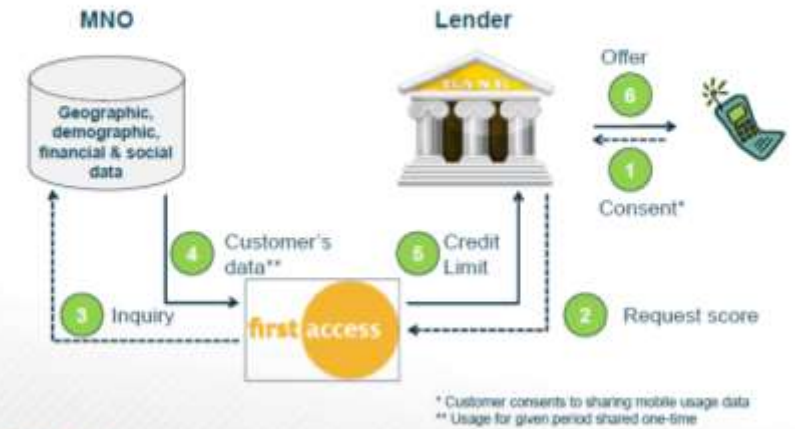 MNO
Lender
Geographic,
demographic,
financial & social
data
BANK
Offer
6
1
Consent*
4
Customer's
data**
5
Credit
Limit
3
Inquiry
first access
2
Request score
* Customer consents to sharing mobile usage data
** Usage for given period shared one-time